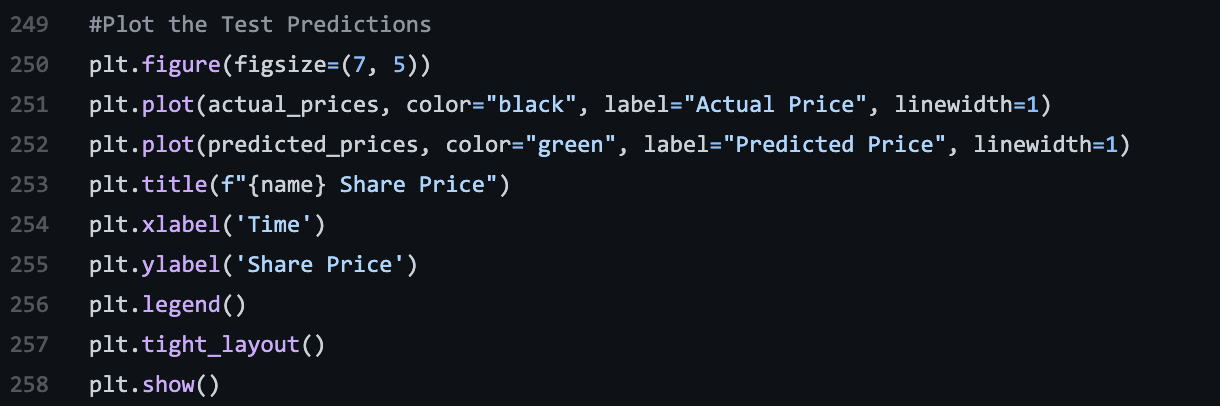 249 #Plot the Test Predictions
250 plt.figure(figsize=(7, 5))
251 plt.plot(actual_prices, color="black", label="Actual Price", linewidth=1)
252 plt.plot(predicted_prices, color="green", label="Predicted Price", linewidth=1)
253 plt.title(f"{name} Share Price")
254 plt.xlabel('Time')
255 plt.ylabel('Share Price')
256 plt.legend()
257 plt.tight_layout()
258 plt.show()